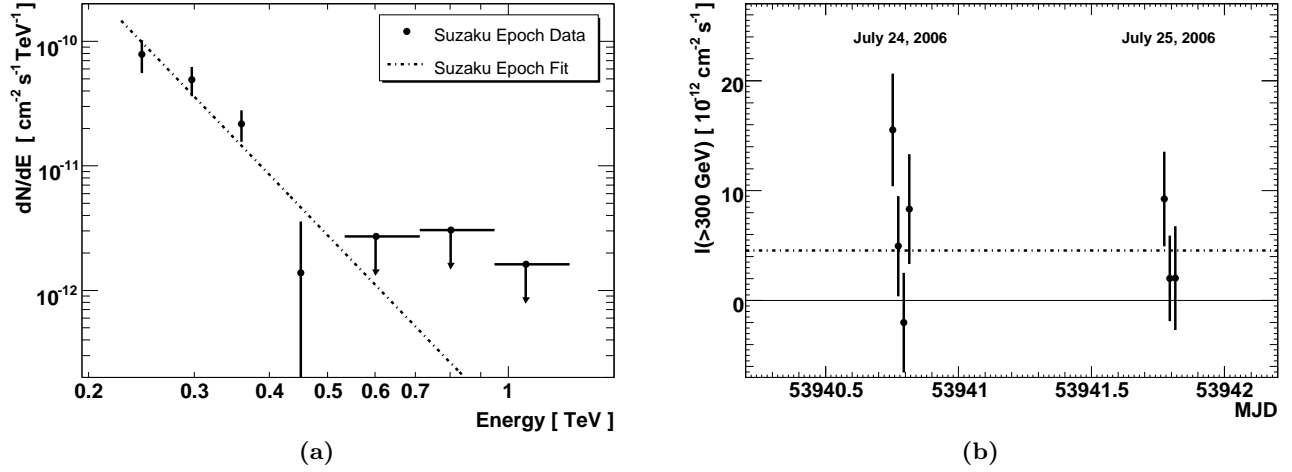 dN/dE [ cm-2 s-1 TeV-1 ]
10-10
10-11
10-12
Suzaku Epoch Data
Suzaku Epoch Fit
0.2 0.3 0.4 0.5 0.6 0.7 1
Energy [ TeV ]
(a)
I(>300 GeV) [ 10-12 cm-2 s-1 ]
July 24, 2006 July 25, 2006
20
10
0
53940.5 53941 53941.5 53942
MJD
(b)